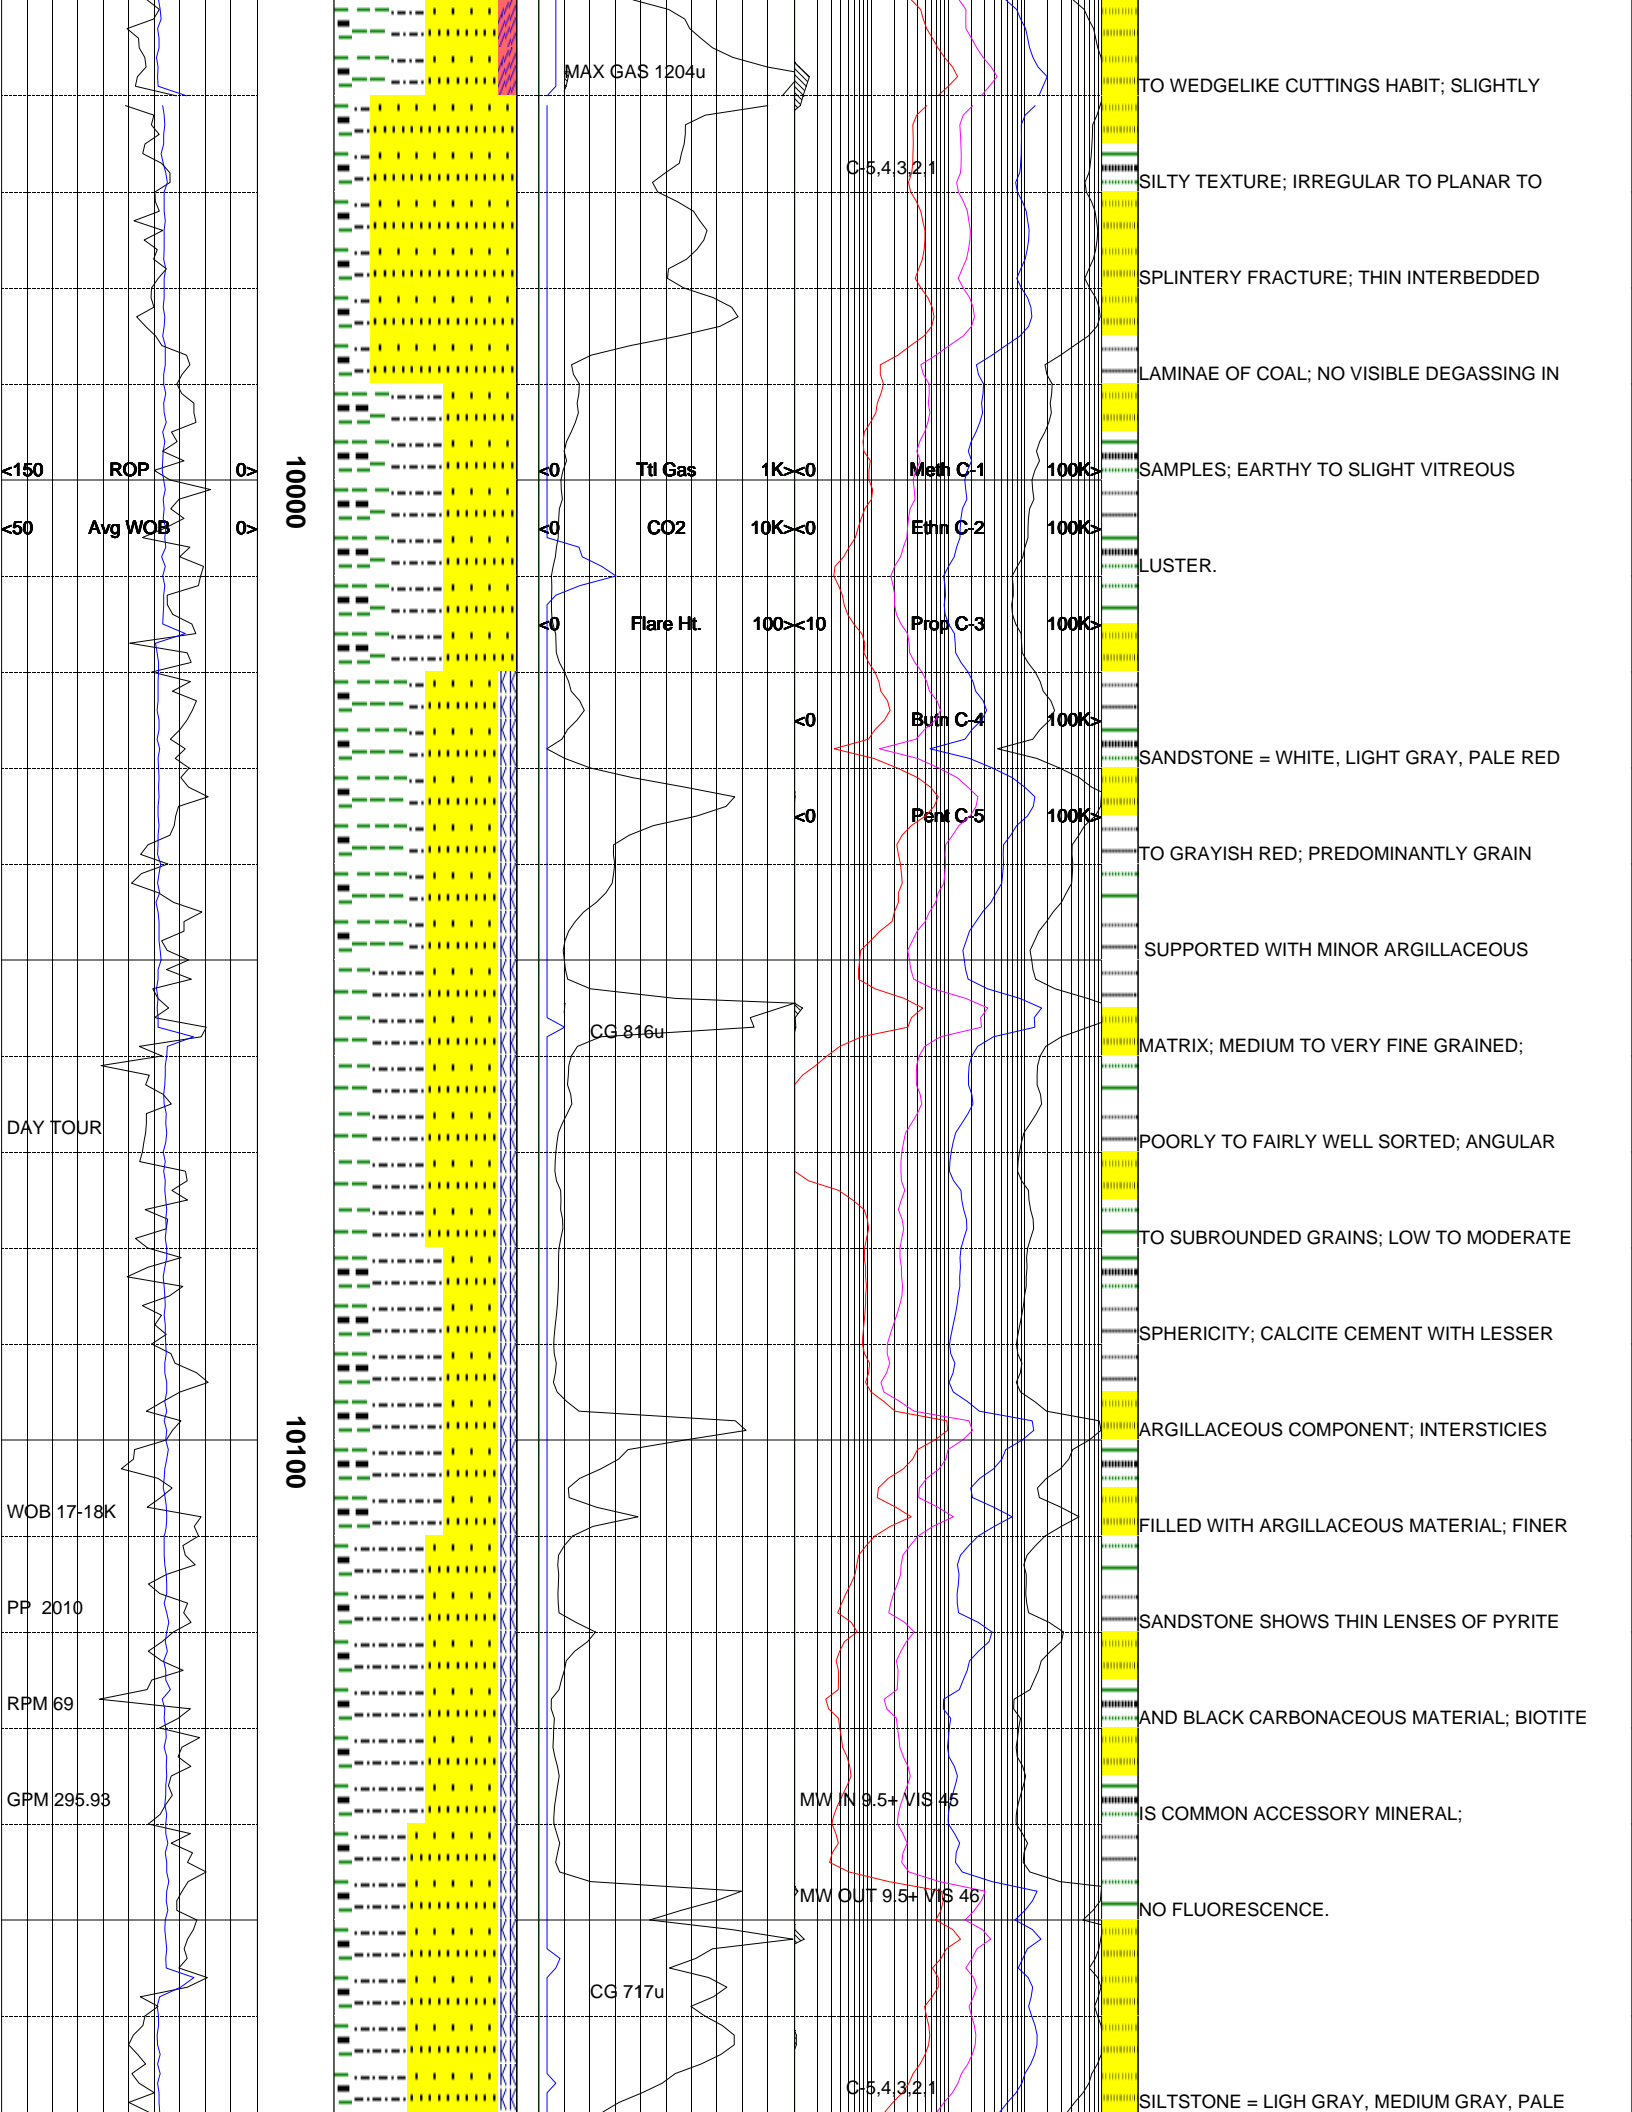 MAX GAS 1204u
TO WEDGELIKE CUTTINGS HABIT; SLIGHTLY
C-5,4,3,2,1
SILTY TEXTURE; IRREGULAR TO PLANAR TO
SPLINTERY FRACTURE; THIN INTERBEDDED
LAMINAE OF COAL; NO VISIBLE DEGASSING IN
<150 ROP 0> <0 Ttl Gas 1K> <0 Meth C-1 100K> SAMPLES; EARTHY TO SLIGHT VITREOUS
10000
<50 Avg WOB 0> <0 CO2 10K> <0 Ethn C-2 100K>
LUSTER.
<0 Flare Ht. 100> <10 Prop C-3 100K>
<0 Butn C-4 100K>
SANDSTONE = WHITE, LIGHT GRAY, PALE RED
<0 Pent C-5 100K>
TO GRAYISH RED; PREDOMINANTLY GRAIN
SUPPORTED WITH MINOR ARGILLACEOUS
CG 816u
MATRIX; MEDIUM TO VERY FINE GRAINED;
DAY TOUR
POORLY TO FAIRLY WELL SORTED; ANGULAR
TO SUBROUNDED GRAINS; LOW TO MODERATE
SPHERICITY; CALCITE CEMENT WITH LESSER
ARGILLACEOUS COMPONENT; INTERSTICIES
10100
WOB 17-18K
FILLED WITH ARGILLACEOUS MATERIAL; FINER
PP 2010
SANDSTONE SHOWS THIN LENSES OF PYRITE
RPM 69
AND BLACK CARBONACEOUS MATERIAL; BIOTITE
GPM 295.93
MW IN 9.5+ VIS 45
IS COMMON ACCESSORY MINERAL;
MW OUT 9.5+ VIS 46
NO FLUORESCENCE.
CG 717u
C-5,4,3,2,1
SILTSTONE = LIGH GRAY, MEDIUM GRAY, PALE